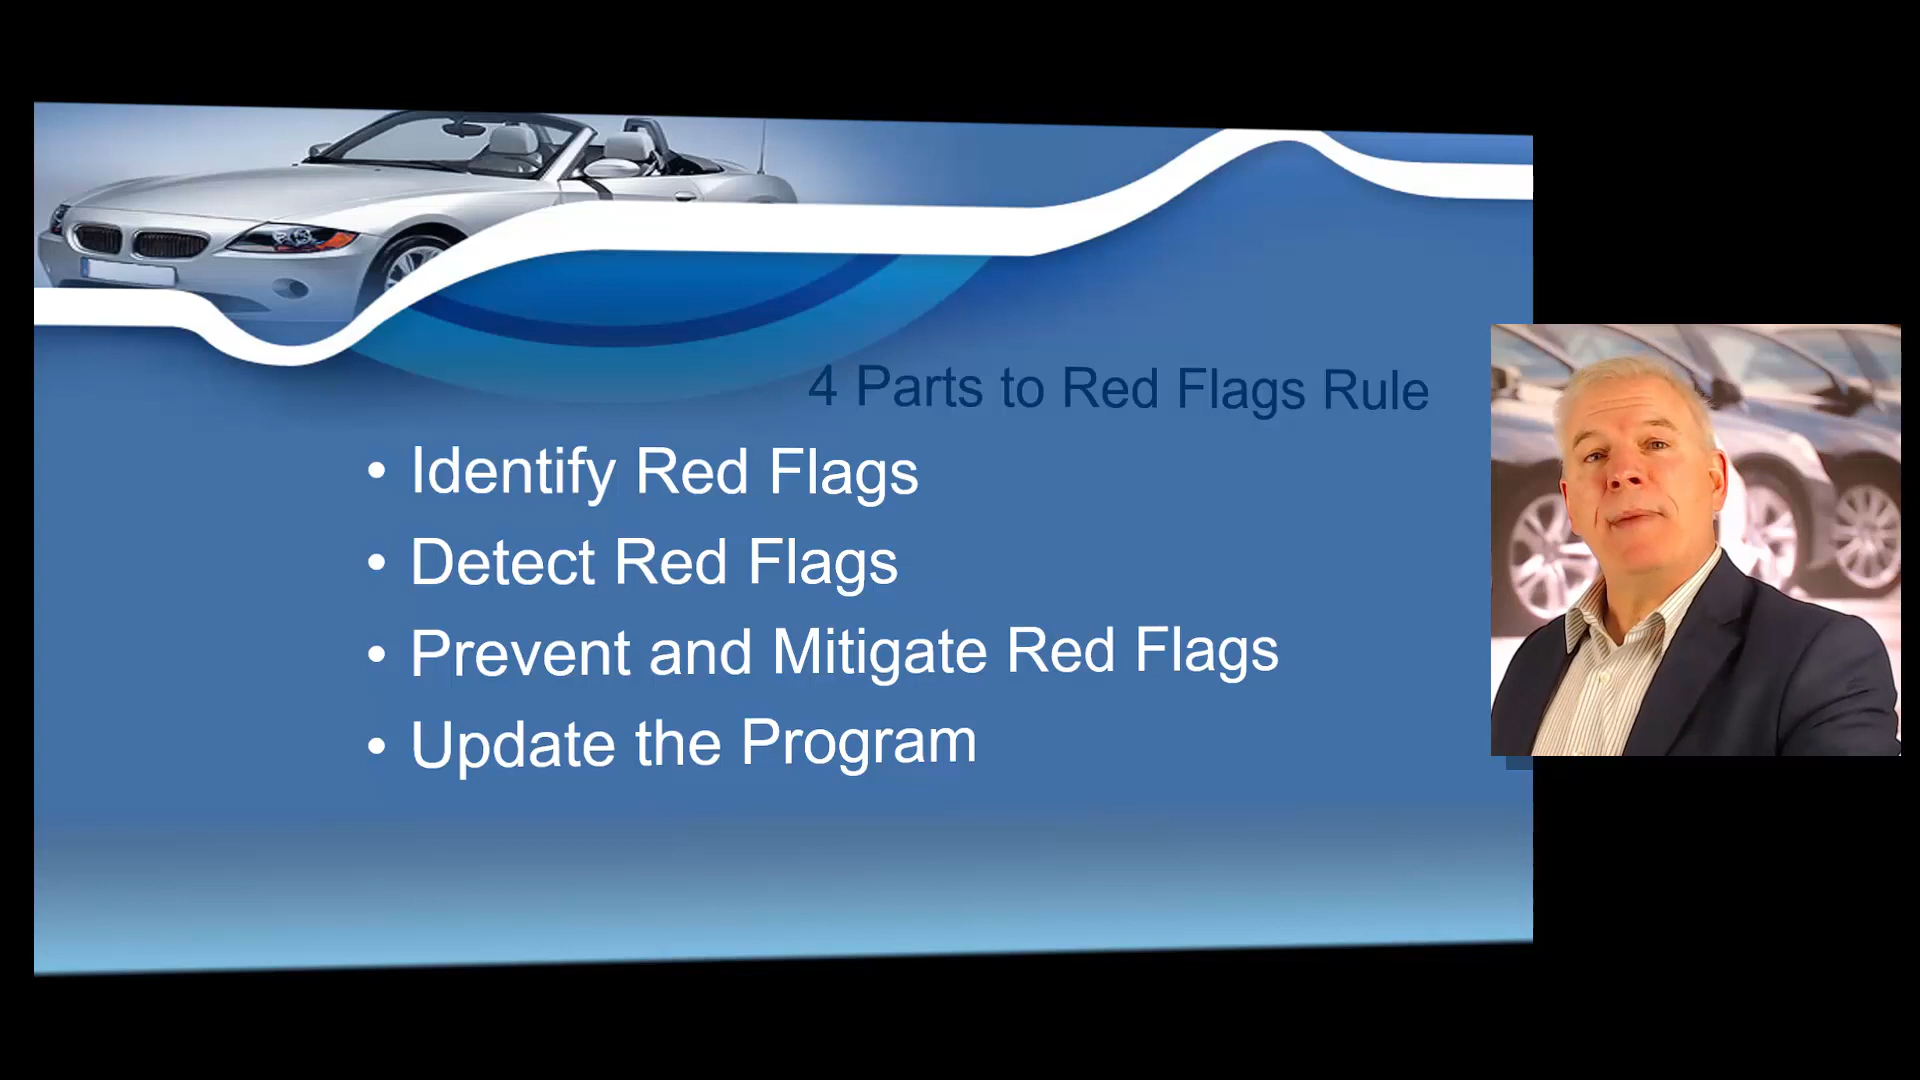 4 Parts to Red Flags Rule
• Identify Red Flags
• Detect Red Flags
• Prevent and Mitigate Red Flags
• Update the Program